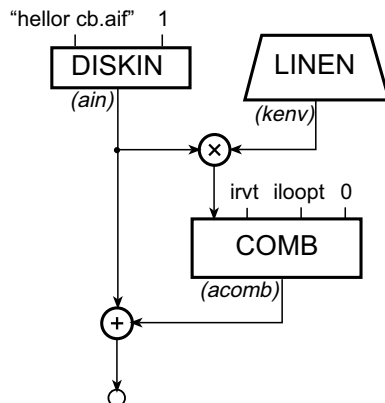 “hellor cb.aif” 1
DISKIN
LINEN
(ain)
(kenv)
×
irvt iloopt 0
COMB
(acomb)
+